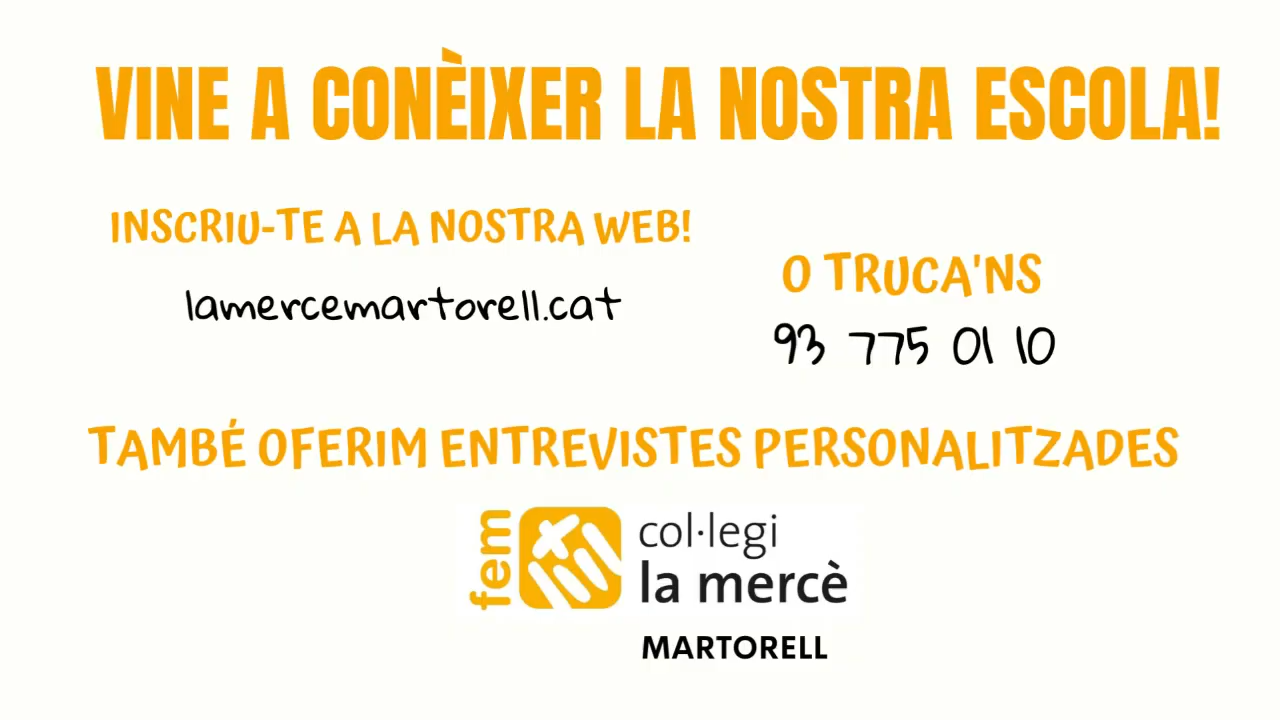 VINE A CONÈIXER LA NOSTRA ESCOLA!
INSCRIU-TE A LA NOSTRA WEB!
lamercemartorell.cat
O TRUCA'NS
93 775 01 10
TAMBÉ OFERIM ENTREVISTES PERSONALITZADES
fem
col·legi
la mercè
MARTORELL